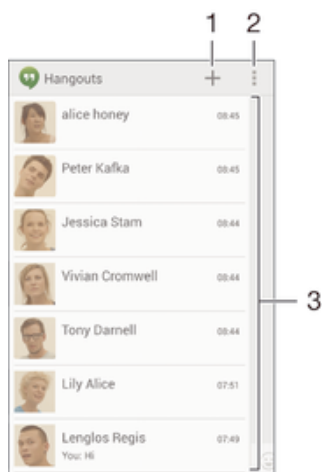 1 2
Hangouts
alice honey 08:45
Peter Kafka 08:45
Jessica Stam 08:44
Vivian Cromwell 08:44
3
Tony Darnell 08:44
Lily Alice 07:51
Lenglos Regis 07:49
You: Hi